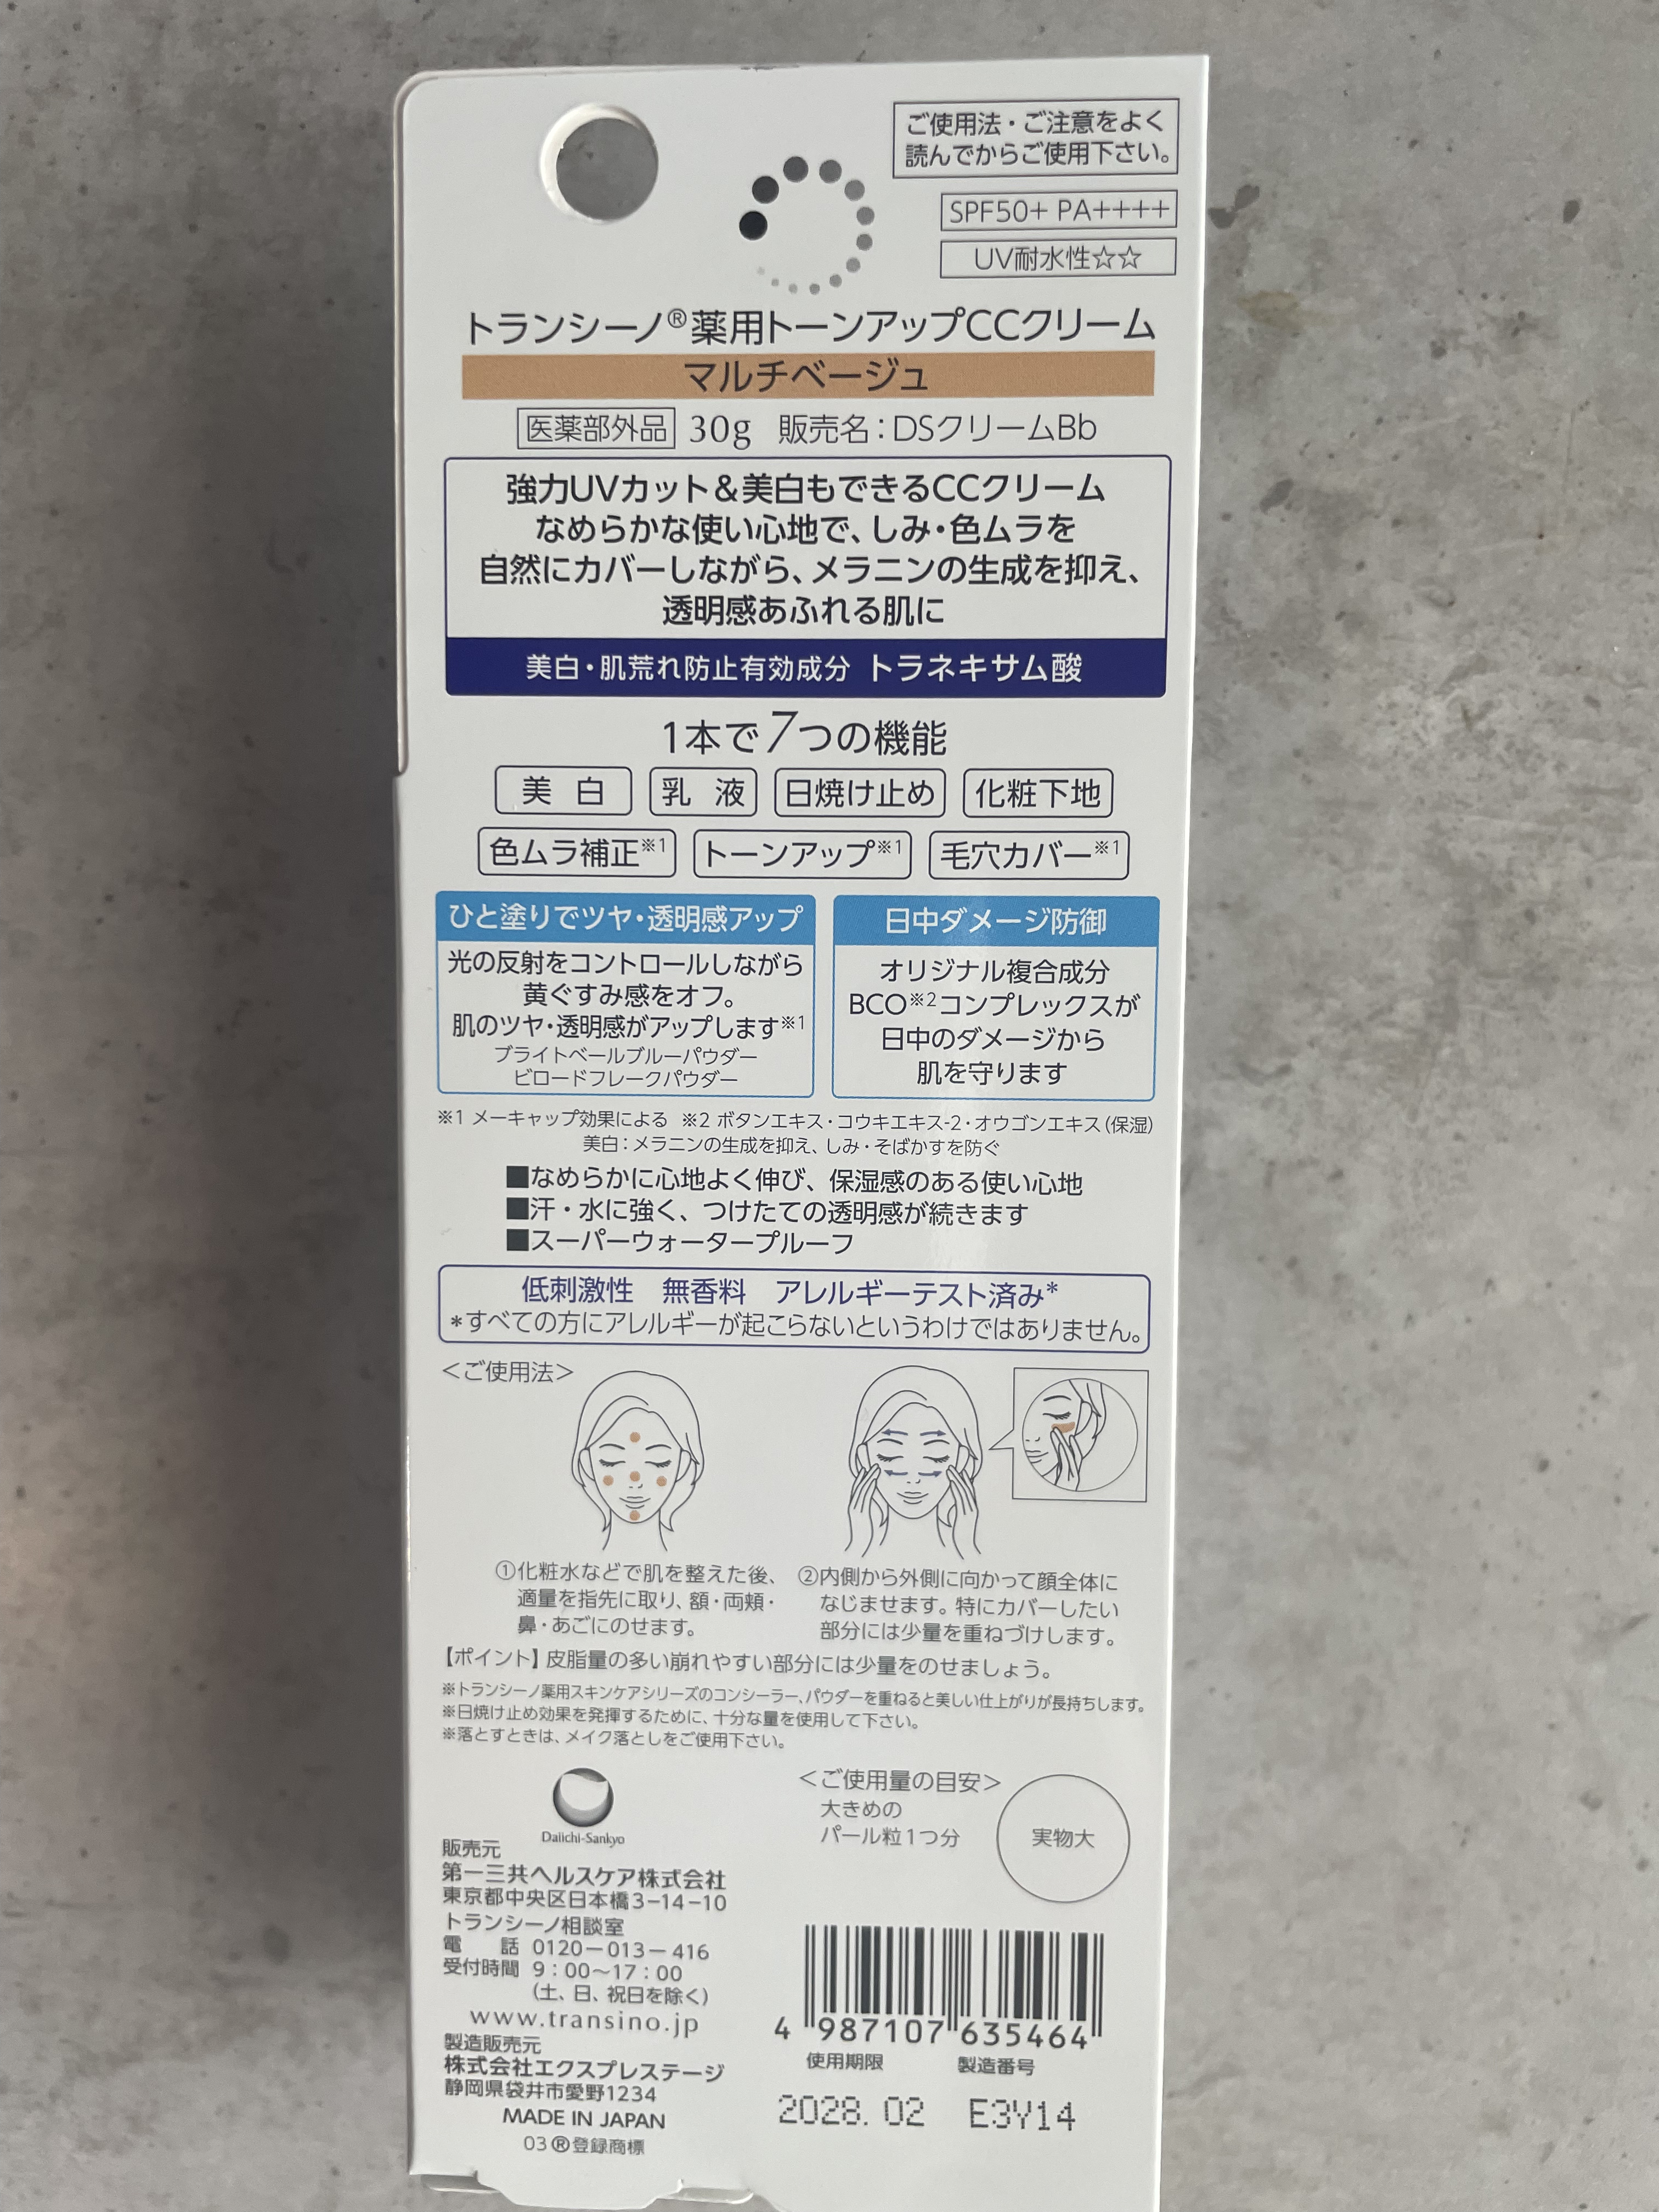 ご使用法・ご注意をよく
読んでからご使用下さい。
SPF50+ PA++++
UV耐水性☆☆
トランシーノ®薬用トーンアップCCクリーム
マルチベージュ
医薬部外品 30g 販売名:DSクリームBb
強力UVカット&美白もできるCCクリーム
なめらかな使い心地で、しみ・色ムラを
自然にカバーしながら、メラニンの生成を抑え、
透明感あふれる肌に
美白・肌荒れ防止有効成分 トラネキサム酸
1本で7つの機能
美白 乳液 日焼け止め 化粧下地
色ムラ補正※1 トーンアップ※1 毛穴カバー※1
ひと塗りでツヤ・透明感アップ
光の反射をコントロールしながら
黄ぐすみ感をオフ。
肌のツヤ・透明感がアップします※1
ブライトベールブルーパウダー
ビロードフレークパウダー
日中ダメージ防御
オリジナル複合成分
BCO※2コンプレックスが
日中のダメージから
肌を守ります
※1 メーキャップ効果による ※2 ボタンエキス・コウキエキス-2・オウゴンエキス(保湿)
美白:メラニンの生成を抑え、しみ・そばかすを防ぐ
■なめらかに心地よく伸び、保湿感のある使い心地
■汗・水に強く、つけたての透明感が続きます
■スーパーウォータープルーフ
低刺激性 無香料 アレルギーテスト済み*
*すべての方にアレルギーが起こらないというわけではありません。
<ご使用法>
①化粧水などで肌を整えた後、
適量を指先に取り、額・両頬・
鼻・あごにのせます。
②内側から外側に向かって顔全体に
なじませます。特にカバーしたい
部分には少量を重ねづけします。
【ポイント】皮脂量の多い崩れやすい部分には少量をのせましょう。
※トランシーノ薬用スキンケアシリーズのコンシーラー、パウダーを重ねると美しい仕上がりが長持ちします。
※日焼け止め効果を発揮するために、十分な量を使用して下さい。
※落とすときは、メイク落としをご使用下さい。
<ご使用量の目安>
大きめの
パール粒1つ分
実物大
Daiichi-Sankyo
販売元
第一三共ヘルスケア株式会社
東京都中央区日本橋3-14-10
トランシーノ相談室
電 話 0120-013-416
受付時間 9:00〜17:00
(土、日、祝日を除く)
www.transino.jp
製造販売元
株式会社エクスプレステージ
静岡県袋井市愛野1234
MADE IN JAPAN
03 ®登録商標
4 987107 635464
使用期限 製造番号
2028. 02 E3Y14